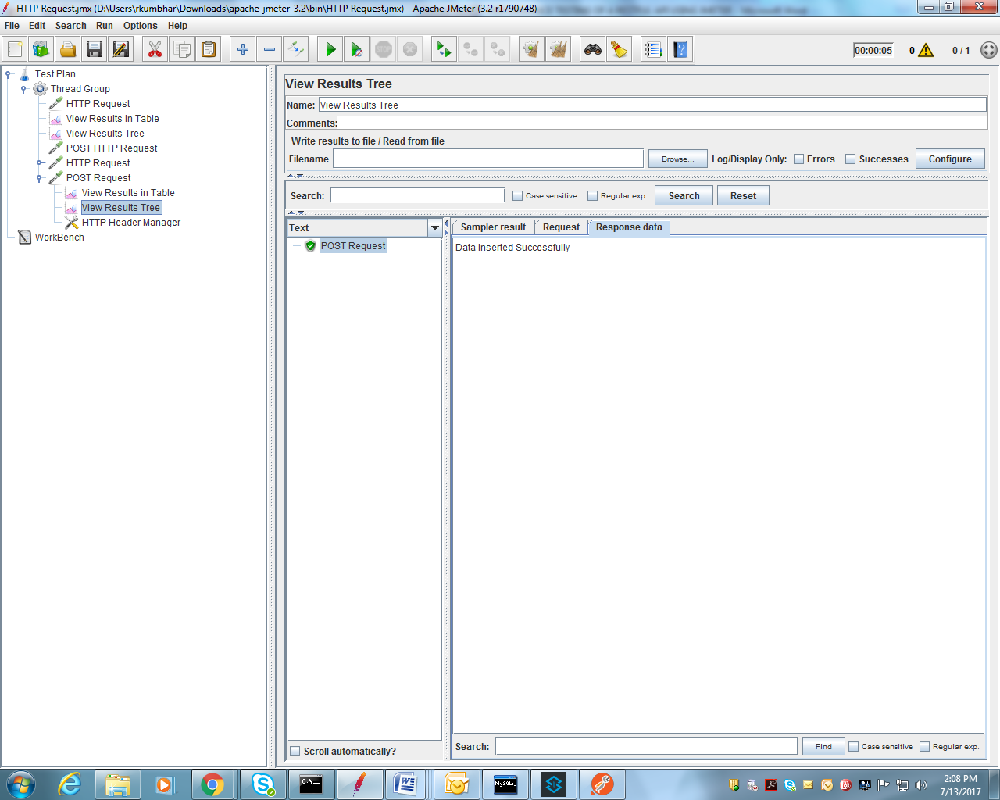 HTTP Request.jmx (D:\Users\rkumbhar\Downloads\apache-jmeter-3.2\bin\HTTP Request.jmx) - Apache JMeter (3.2 r1790748)
File Edit Search Run Options Help
00:00:05 0 0 / 1
Test Plan
Thread Group
HTTP Request
View Results in Table
View Results Tree
POST HTTP Request
HTTP Request
POST Request
View Results in Table
View Results Tree
HTTP Header Manager
WorkBench
View Results Tree
Name: View Results Tree
Comments:
Write results to file / Read from file
Filename Browse... Log/Display Only: Errors Successes Configure
Search: Case sensitive Regular exp. Search Reset
Text
POST Request
Scroll automatically?
Sampler result Request Response data
Data inserted Successfully
Search: Find Case sensitive Regular exp.
C:\_
MySQL
2:08 PM
7/13/2017